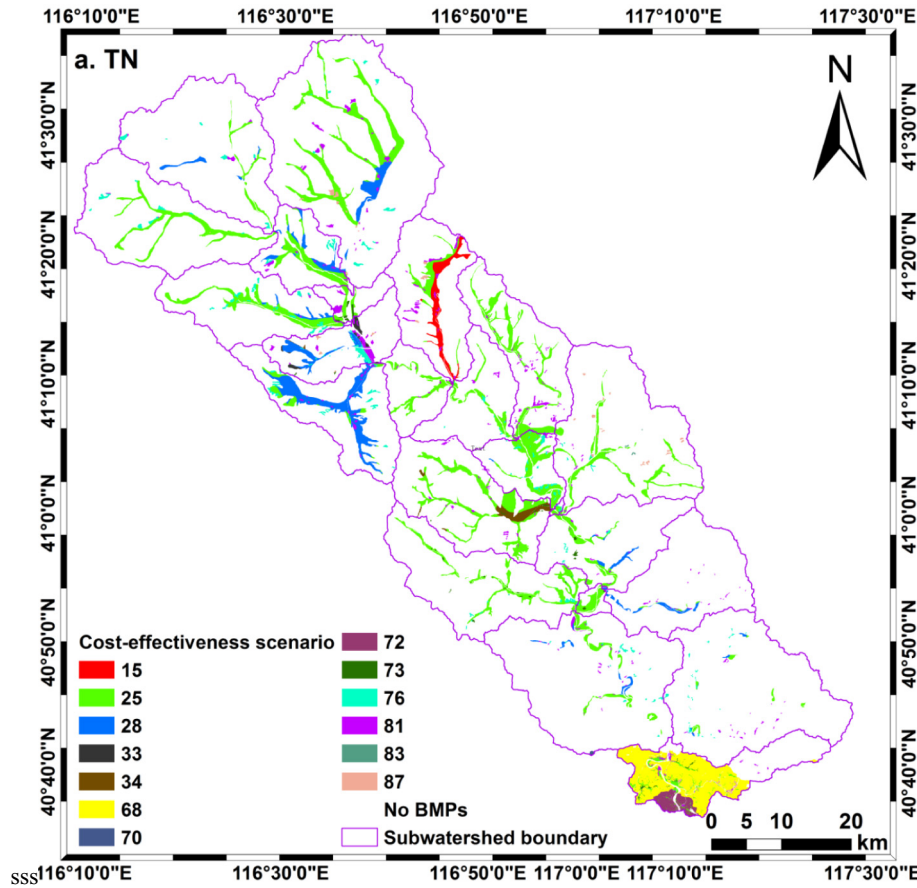 116°10'0"E 116°30'0"E 116°50'0"E 117°10'0"E 117°30'0"E
a. TN
N
41°30'0"N 41°30'0"N
41°20'0"N 41°20'0"N
41°10'0"N 41°10'0"N
41°0'0"N 41°0'0"N
40°50'0"N 40°50'0"N
40°40'0"N 40°40'0"N
Cost-effectiveness scenario
15
25
28
33
34
68
70
72
73
76
81
83
87
No BMPs
Subwatershed boundary
0 5 10 20
km
sss116°10'0"E 116°30'0"E 116°50'0"E 117°0'0"E 117°10'0"E 117°30'0"E